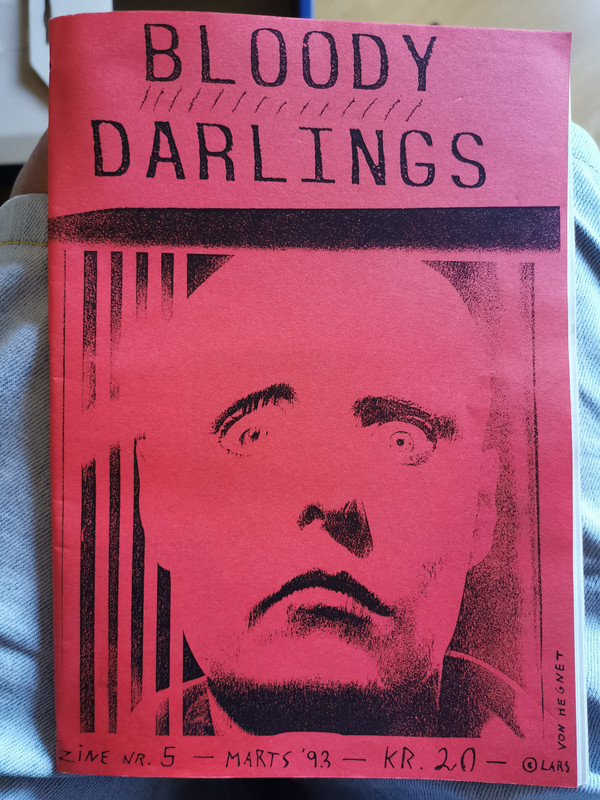 BLOODY
DARLINGS
ZINE NR. 5 — MARTS '93 — KR. 20 — © LARS
VON HEGNET